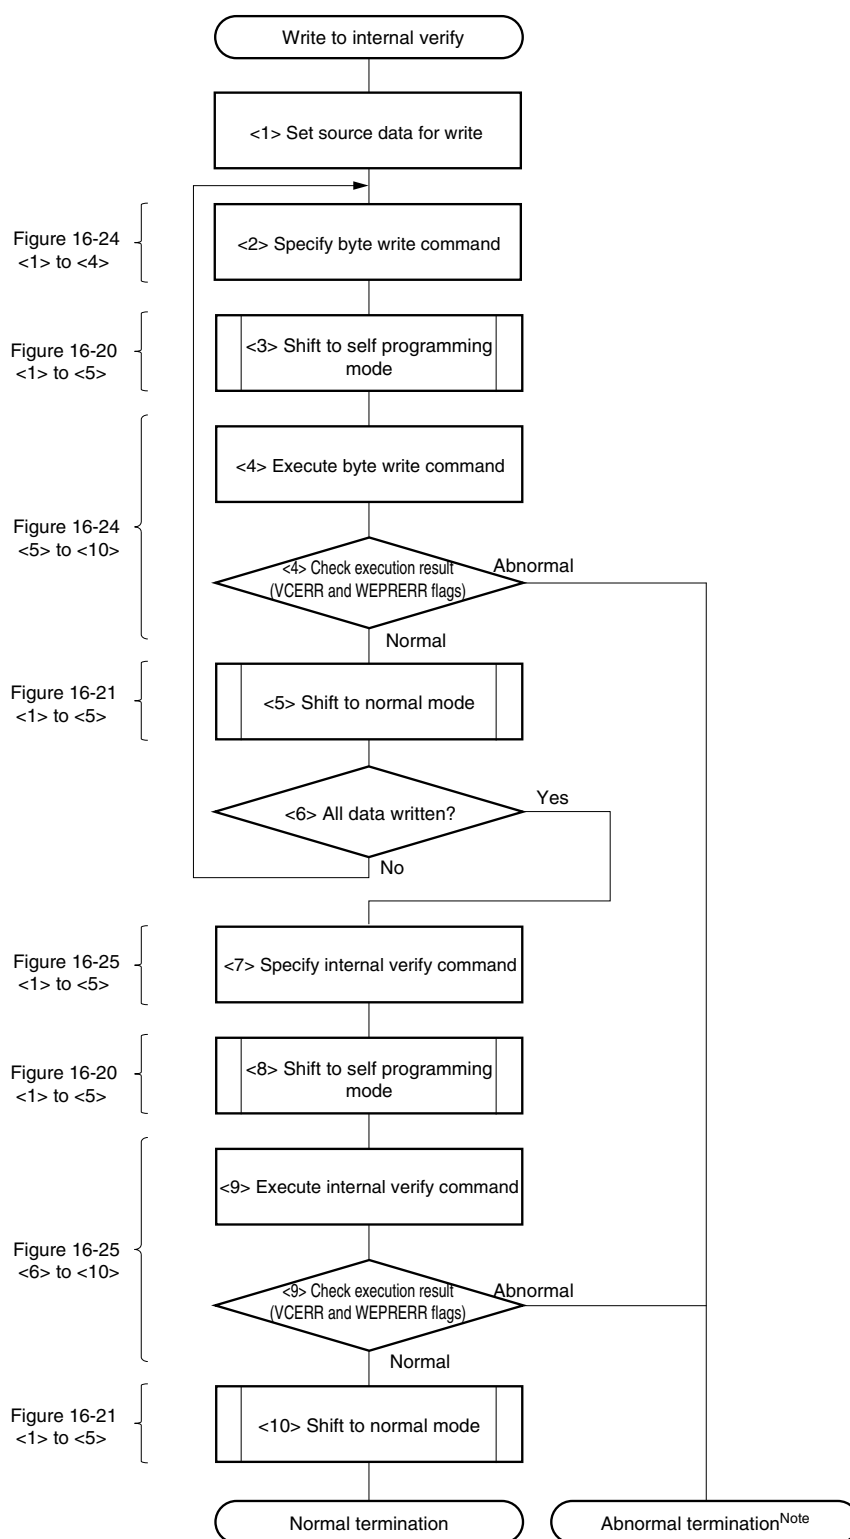 Write to internal verify
<1> Set source data for write
Figure 16-24
<1> to <4>
<2> Specify byte write command
Figure 16-20
<1> to <5>
<3> Shift to self programming
mode
<4> Execute byte write command
Figure 16-24
<5> to <10>
<4> Check execution result
(VCERR and WEPRERR flags)
Abnormal
Normal
Figure 16-21
<1> to <5>
<5> Shift to normal mode
<6> All data written?
Yes
No
Figure 16-25
<1> to <5>
<7> Specify internal verify command
Figure 16-20
<1> to <5>
<8> Shift to self programming
mode
<9> Execute internal verify command
Figure 16-25
<6> to <10>
<9> Check execution result
(VCERR and WEPRERR flags)
Abnormal
Normal
Figure 16-21
<1> to <5>
<10> Shift to normal mode
Normal termination
Abnormal termination Note